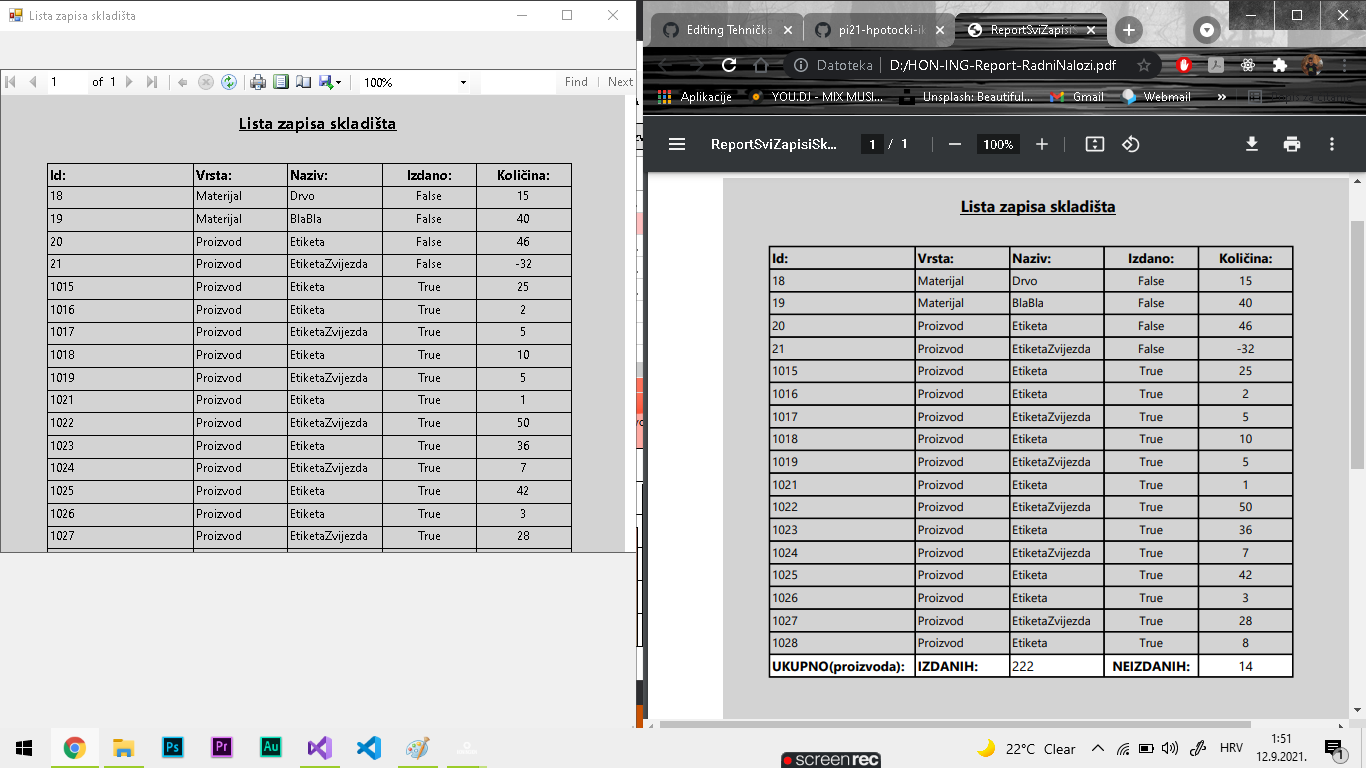 Lista zapisa skladišta
1 of 1 100% Find Next
Lista zapisa skladišta
Id: Vrsta: Naziv: Izdano: Količina:
18 Materijal Drvo False 15
19 Materijal BlaBla False 40
20 Proizvod Etiketa False 46
21 Proizvod EtiketaZvijezda False -32
1015 Proizvod Etiketa True 25
1016 Proizvod Etiketa True 2
1017 Proizvod EtiketaZvijezda True 5
1018 Proizvod Etiketa True 10
1019 Proizvod EtiketaZvijezda True 5
1021 Proizvod Etiketa True 1
1022 Proizvod EtiketaZvijezda True 50
1023 Proizvod Etiketa True 36
1024 Proizvod EtiketaZvijezda True 7
1025 Proizvod Etiketa True 42
1026 Proizvod Etiketa True 3
1027 Proizvod EtiketaZvijezda True 28
Editing Tehnička pi21-hpotocki-ik ReportSviZapisiS
Datoteka D:/HON-ING-Report-RadniNalozi.pdf
Aplikacije YOU.DJ - MIX MUSI... Unsplash: Beautiful... Gmail Webmail »
ReportSviZapisiSk... 1 / 1 100%
Lista zapisa skladišta
Id: Vrsta: Naziv: Izdano: Količina:
18 Materijal Drvo False 15
19 Materijal BlaBla False 40
20 Proizvod Etiketa False 46
21 Proizvod EtiketaZvijezda False -32
1015 Proizvod Etiketa True 25
1016 Proizvod Etiketa True 2
1017 Proizvod EtiketaZvijezda True 5
1018 Proizvod Etiketa True 10
1019 Proizvod EtiketaZvijezda True 5
1021 Proizvod Etiketa True 1
1022 Proizvod EtiketaZvijezda True 50
1023 Proizvod Etiketa True 36
1024 Proizvod EtiketaZvijezda True 7
1025 Proizvod Etiketa True 42
1026 Proizvod Etiketa True 3
1027 Proizvod EtiketaZvijezda True 28
1028 Proizvod Etiketa True 8
UKUPNO(proizvoda): IZDANIH: 222 NEIZDANIH: 14
Ps Pr Au 22°C Clear HRV 1:51
12.9.2021. 1
screenrec